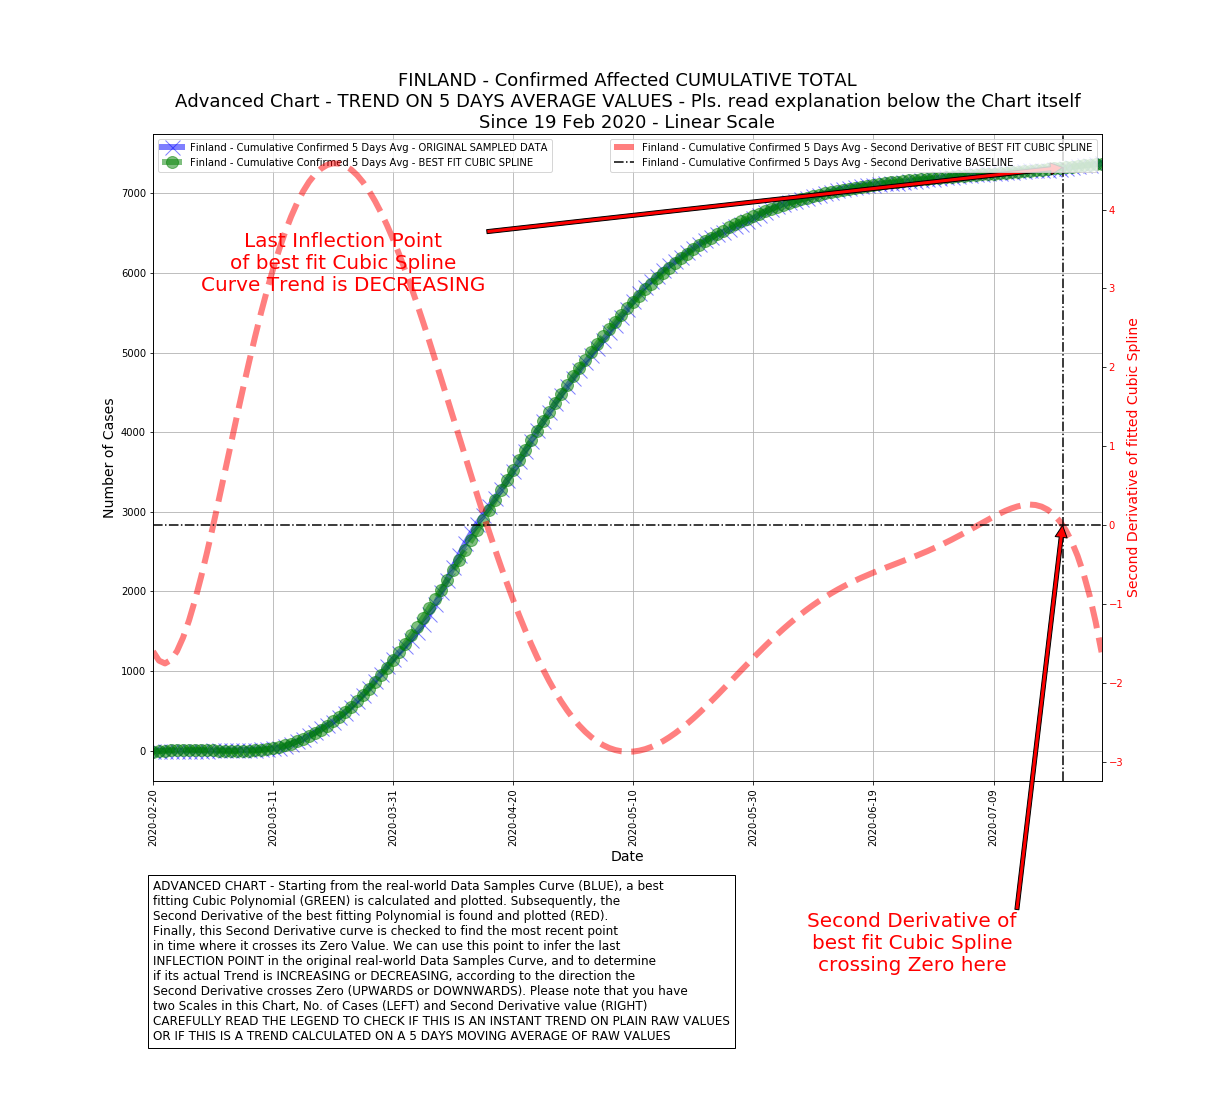 FINLAND - Confirmed Affected CUMULATIVE TOTAL
Advanced Chart - TREND ON 5 DAYS AVERAGE VALUES - Pls. read explanation below the Chart itself
Since 19 Feb 2020 - Linear Scale
Finland - Cumulative Confirmed 5 Days Avg - ORIGINAL SAMPLED DATA
Finland - Cumulative Confirmed 5 Days Avg - BEST FIT CUBIC SPLINE
Finland - Cumulative Confirmed 5 Days Avg - Second Derivative of BEST FIT CUBIC SPLINE
Finland - Cumulative Confirmed 5 Days Avg - Second Derivative BASELINE
Last Inflection Point
of best fit Cubic Spline
Curve Trend is DECREASING
Number of Cases
7000
6000
5000
4000
3000
2000
1000
0
4
3
2
1
0
−1
−2
−3
Second Derivative of fitted Cubic Spline
2020-02-20
2020-03-11
2020-03-31
2020-04-20
2020-05-10
2020-05-30
2020-06-19
2020-07-09
Date
ADVANCED CHART - Starting from the real-world Data Samples Curve (BLUE), a best
fitting Cubic Polynomial (GREEN) is calculated and plotted. Subsequently, the
Second Derivative of the best fitting Polynomial is found and plotted (RED).
Finally, this Second Derivative curve is checked to find the most recent point
in time where it crosses its Zero Value. We can use this point to infer the last
INFLECTION POINT in the original real-world Data Samples Curve, and to determine
if its actual Trend is INCREASING or DECREASING, according to the direction the
Second Derivative crosses Zero (UPWARDS or DOWNWARDS). Please note that you have
two Scales in this Chart, No. of Cases (LEFT) and Second Derivative value (RIGHT)
CAREFULLY READ THE LEGEND TO CHECK IF THIS IS AN INSTANT TREND ON PLAIN RAW VALUES
OR IF THIS IS A TREND CALCULATED ON A 5 DAYS MOVING AVERAGE OF RAW VALUES
Second Derivative of
best fit Cubic Spline
crossing Zero here